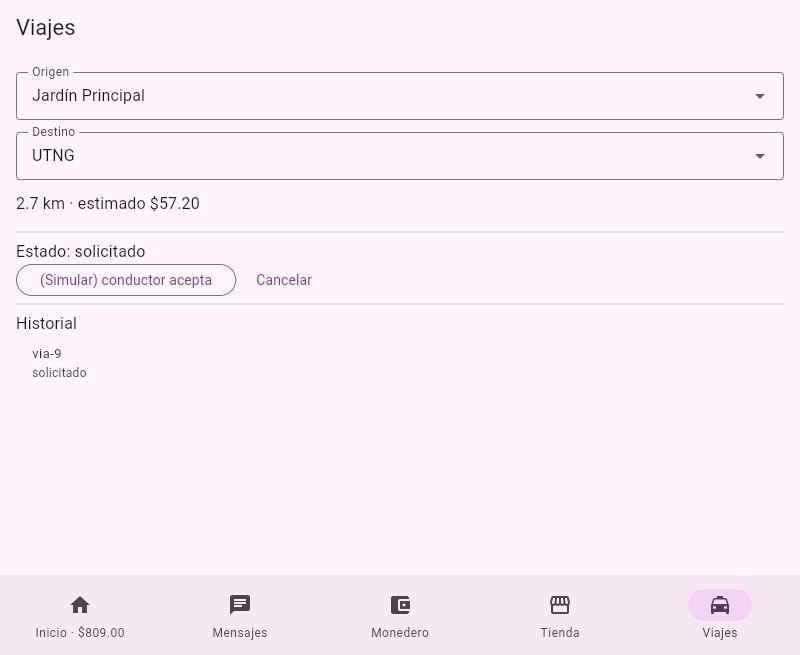 Viajes
Origen
Jardín Principal
Destino
UTNG
2.7 km · estimado $57.20
Estado: solicitado
(Simular) conductor acepta
Cancelar
Historial
via-9
solicitado
Inicio · $809.00
Mensajes
Monedero
Tienda
Viajes